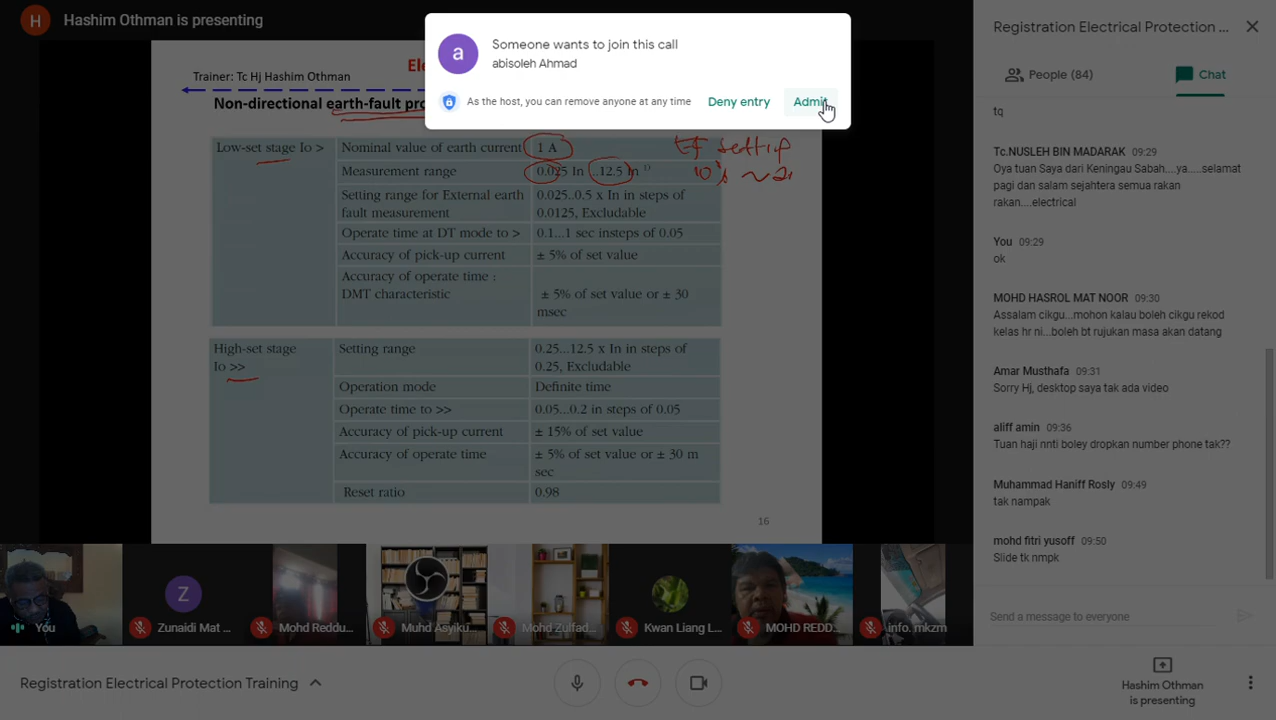 H
Hashim Othman is presenting
Trainer: Tc Hj Hashim Othman
Non-directional earth-fault
a
Someone wants to join this call
abisoleh Ahmad
As the host, you can remove anyone at any time
Deny entry
Admit
Low-set stage Io >
Nominal value of earth current
1 A
Measurement range
0.025 In ...12.5 In
Setting range for External earth
fault measurement
0.025..0.5 x In in steps of
0.0125, Excludable
Operate time at DT mode to >
0.1...1 sec insteps of 0.05
Accuracy of pick-up current
± 5% of set value
Accuracy of operate time :
DMT characteristic
± 5% of set value or ± 30
msec
High-set stage
Io >>
Setting range
0.25...12.5 x In in steps of
0.25, Excludable
Operation mode
Definite time
Operate time to >>
0.05...0.2 in steps of 0.05
Accuracy of pick-up current
± 15% of set value
Accuracy of operate time
± 5% of set value or ± 30 m
sec
Reset ratio
0.98
16
Registration Electrical Protection ...
People (84)
Chat
tq
Tc.NUSLEH BIN MADARAK 09:29
Oya tuan Saya dari Keningau Sabah....ya.....selamat
pagi dan salam sejahtera semua rakan
rakan....electrical
You 09:29
ok
MOHD HASROL MAT NOOR 09:30
Assalam cikgu...mohon kalau boleh cikgu rekod
kelas hr ni...boleh bt rujukan masa akan datang
Amar Musthafa 09:31
Sorry Hj, desktop saya tak ada video
aliff amin 09:36
Tuan haji nnti boley dropkan number phone tak??
Muhammad Haniff Rosly 09:49
tak nampak
mohd fitri yusoff 09:50
Slide tk nmpk
Send a message to everyone
You
Z
Zunaidi Mat ...
Mohd Reddu...
Muhd Asyiku...
Mohd Zulfad...
Kwan Liang L...
MOHD REDD...
info. mkzm
Registration Electrical Protection Training
Hashim Othman
is presenting